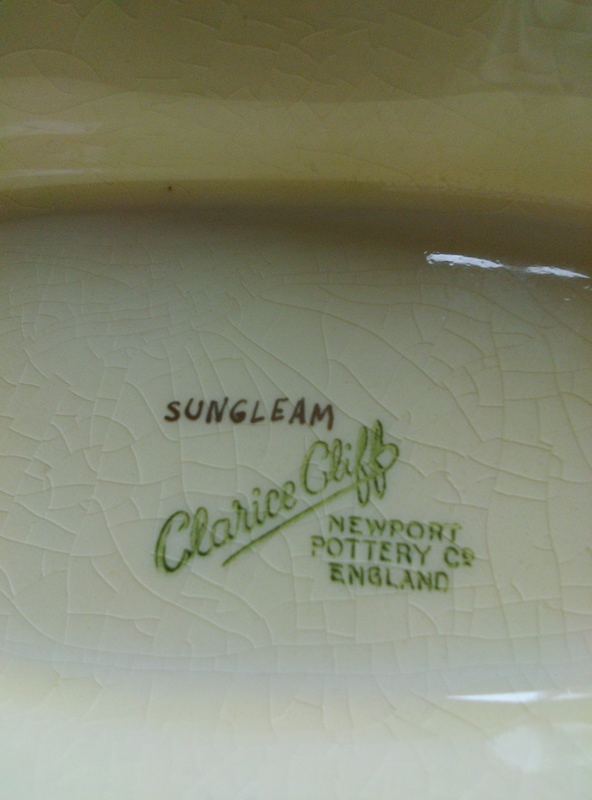 SUNGLEAM
Clarice Cliff
NEWPORT
POTTERY Co
ENGLAND